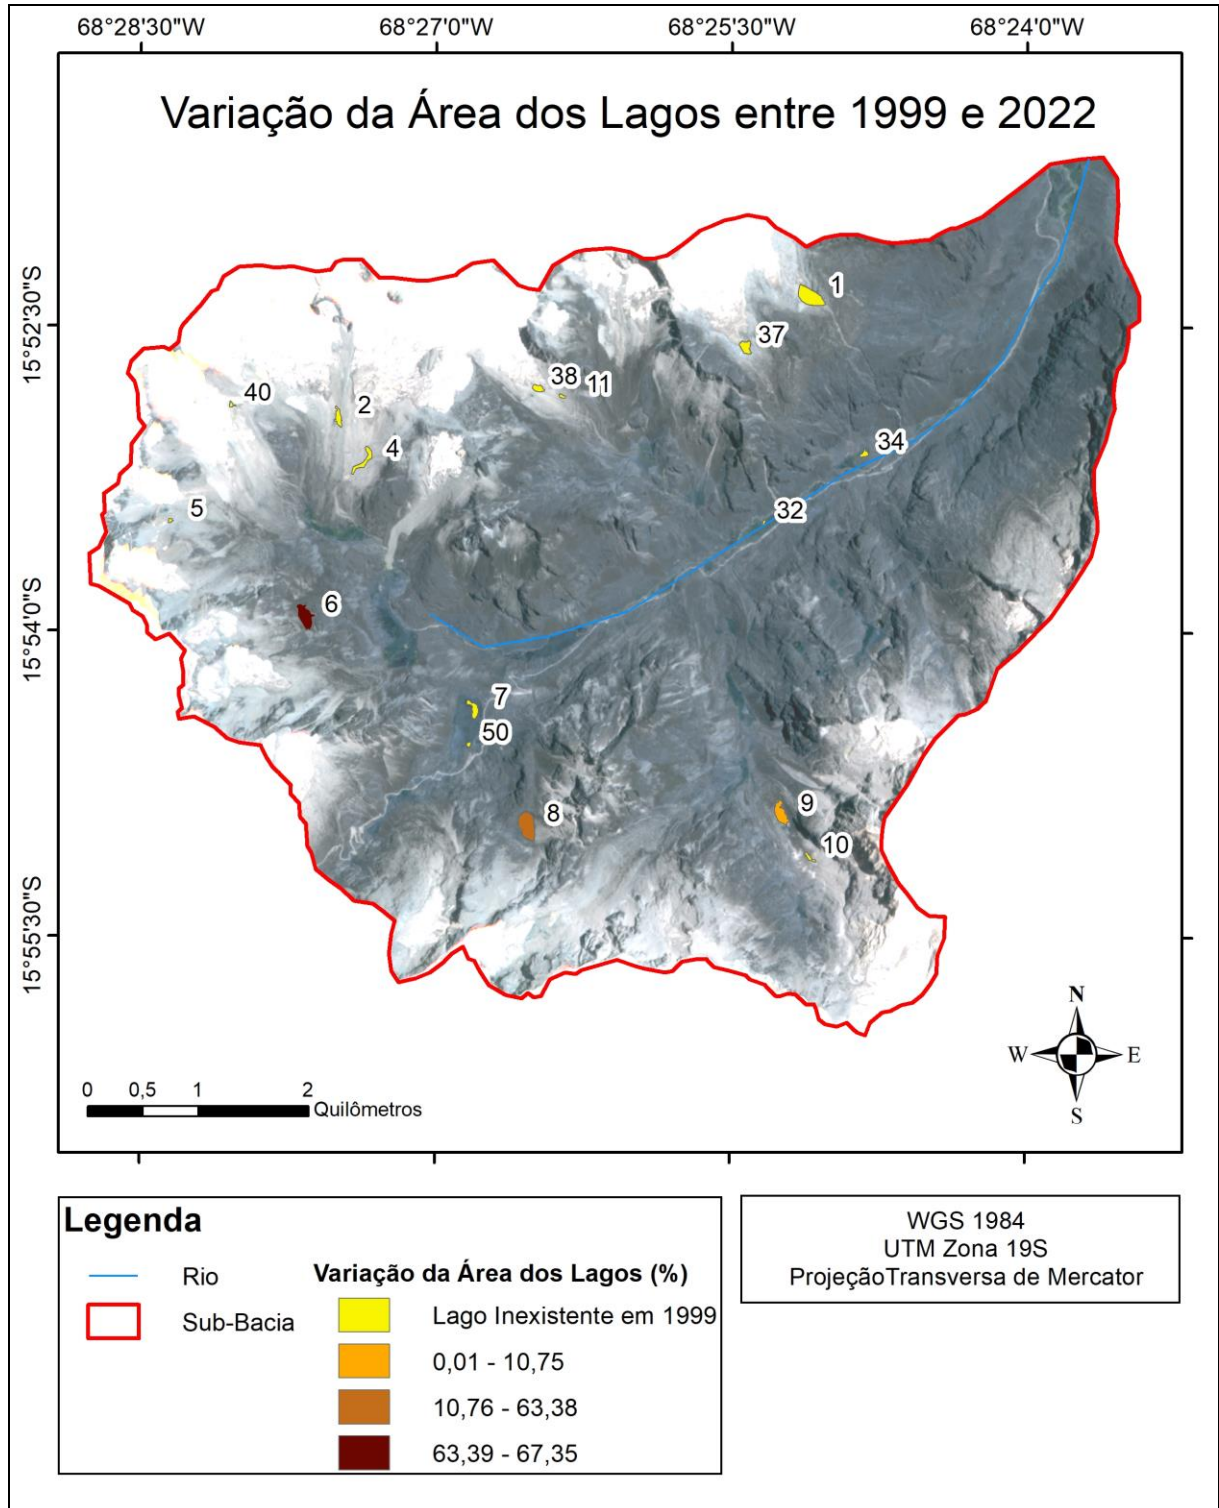 68°28'30"W 68°27'0"W 68°25'30"W 68°24'0"W
Variação da Área dos Lagos entre 1999 e 2022
15°52'30"S
15°54'0"S
15°55'30"S
1
37
38
11
40
2
4
34
5
32
6
7
50
8
9
10
N
W E
S
0 0,5 1 2
Quilômetros
Legenda
Rio
Sub-Bacia
Variação da Área dos Lagos (%)
Lago Inexistente em 1999
0,01 - 10,75
10,76 - 63,38
63,39 - 67,35
WGS 1984
UTM Zona 19S
ProjeçãoTransversa de Mercator